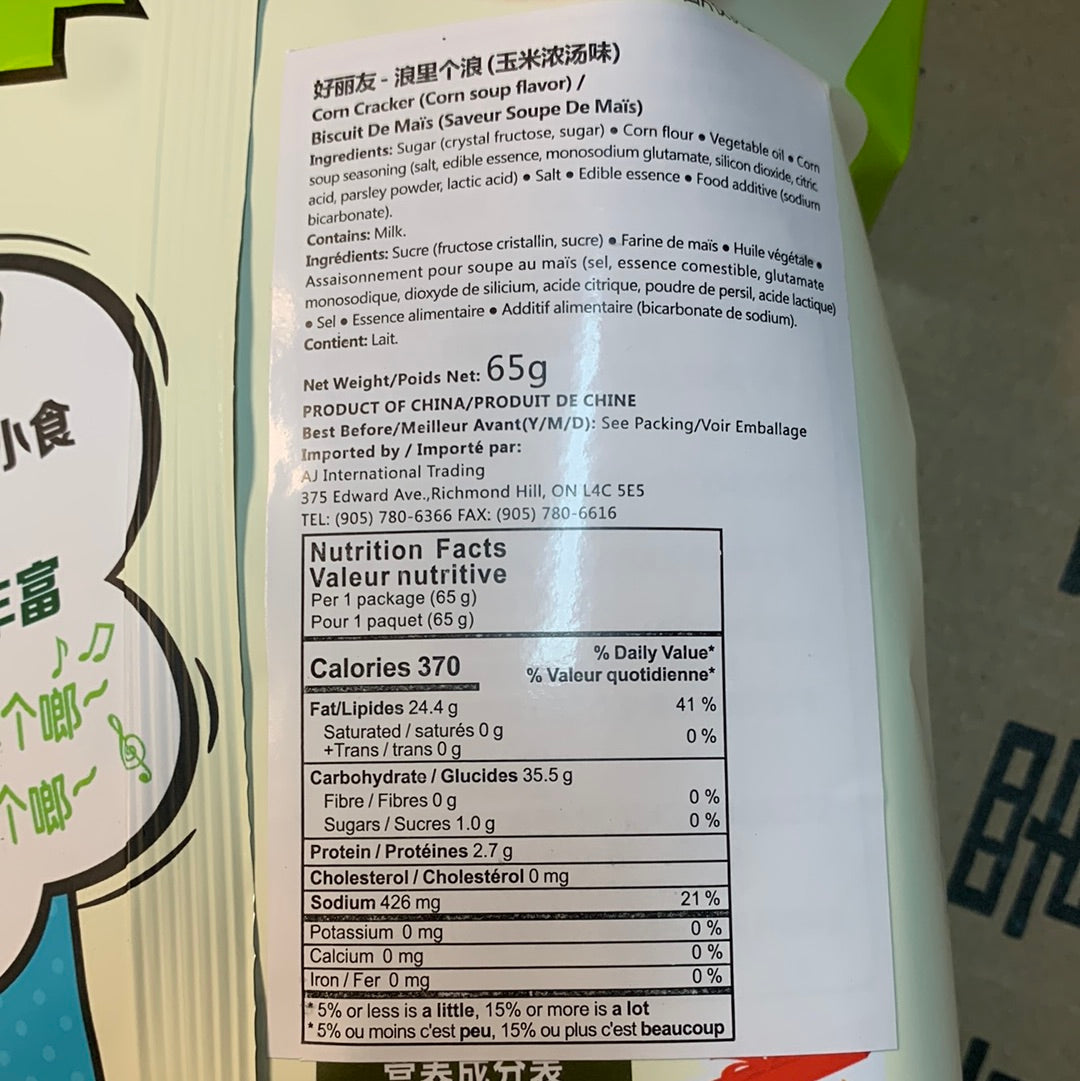 好丽友 - 浪里个浪 (玉米浓汤味)
Corn Cracker (Corn soup flavor) /
Biscuit De Maïs (Saveur Soupe De Maïs)
Ingredients: Sugar (crystal fructose, sugar) ● Corn flour ● Vegetable oil ● Corn
soup seasoning (salt, edible essence, monosodium glutamate, silicon dioxide, citric
acid, parsley powder, lactic acid) ● Salt ● Edible essence ● Food additive (sodium
bicarbonate).
Contains: Milk.
Ingrédients: Sucre (fructose cristallin, sucre) ● Farine de maïs ● Huile végétale ●
Assaisonnement pour soupe au maïs (sel, essence comestible, glutamate
monosodique, dioxyde de silicium, acide citrique, poudre de persil, acide lactique)
● Sel ● Essence alimentaire ● Additif alimentaire (bicarbonate de sodium).
Contient: Lait.
Net Weight/Poids Net: 65g
PRODUCT OF CHINA/PRODUIT DE CHINE
Best Before/Meilleur Avant(Y/M/D): See Packing/Voir Emballage
Imported by / Importé par:
AJ International Trading
375 Edward Ave.,Richmond Hill, ON L4C 5E5
TEL: (905) 780-6366 FAX: (905) 780-6616
Nutrition Facts
Valeur nutritive
Per 1 package (65 g)
Pour 1 paquet (65 g)
Calories 370 % Daily Value*
% Valeur quotidienne*
Fat/Lipides 24.4 g 41 %
Saturated / saturés 0 g 0 %
+Trans / trans 0 g
Carbohydrate / Glucides 35.5 g
Fibre / Fibres 0 g 0 %
Sugars / Sucres 1.0 g 0 %
Protein / Protéines 2.7 g
Cholesterol / Cholestérol 0 mg
Sodium 426 mg 21 %
Potassium 0 mg 0 %
Calcium 0 mg 0 %
Iron / Fer 0 mg 0 %
* 5% or less is a little, 15% or more is a lot
* 5% ou moins c'est peu, 15% ou plus c'est beaucoup
营养成分表
小食
丰富
个啷~
个啷~